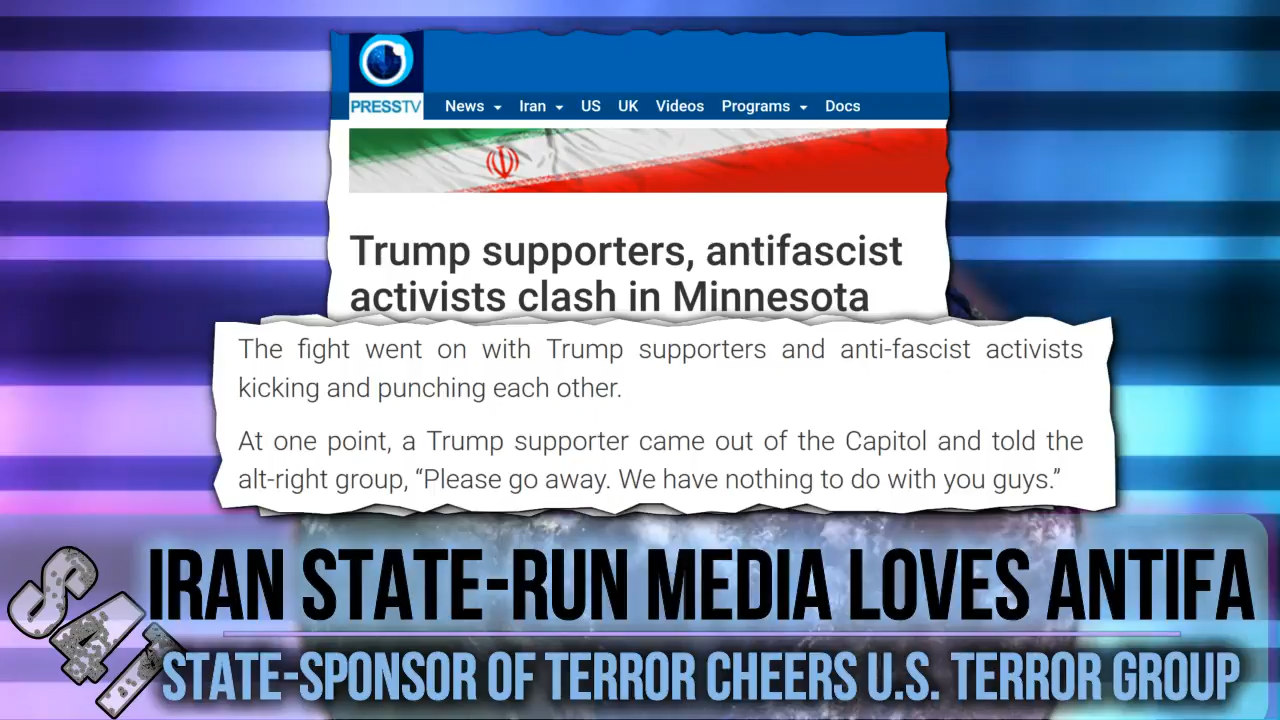 PRESSTV
News Iran US UK Videos Programs Docs
Trump supporters, antifascist
activists clash in Minnesota
The fight went on with Trump supporters and anti-fascist activists
kicking and punching each other.
At one point, a Trump supporter came out of the Capitol and told the
alt-right group, “Please go away. We have nothing to do with you guys.”
IRAN STATE-RUN MEDIA LOVES ANTIFA
STATE-SPONSOR OF TERROR CHEERS U.S. TERROR GROUP